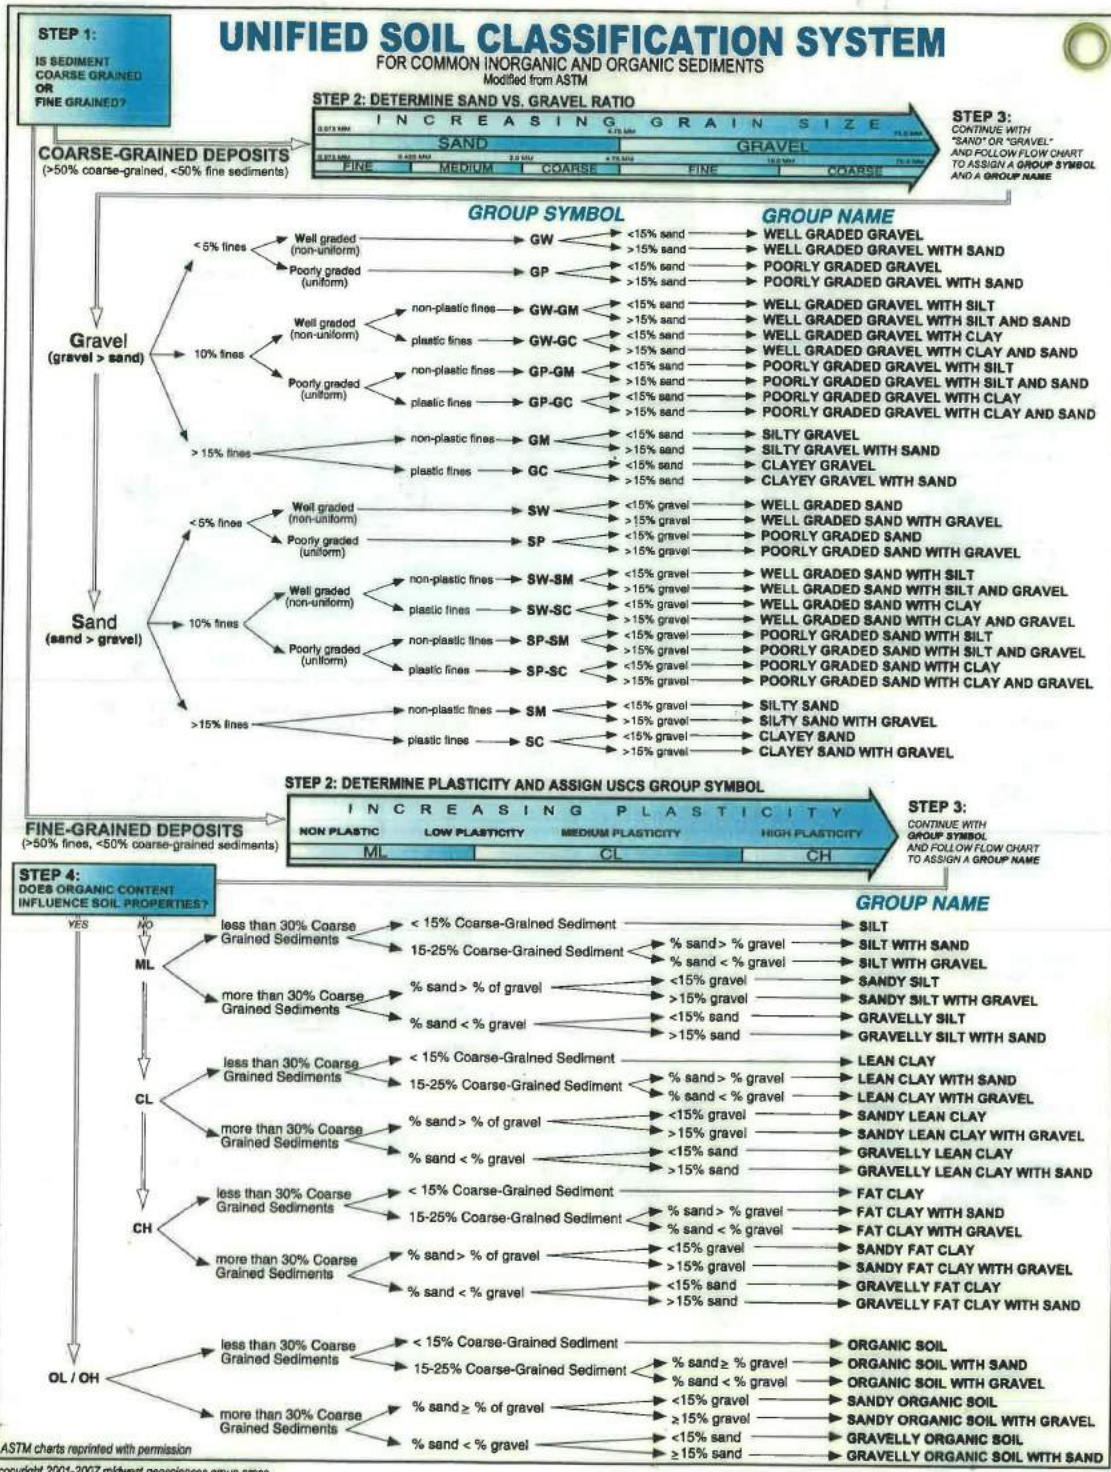 STEP 1:
IS SEDIMENT
COARSE GRAINED
OR
FINE GRAINED?
UNIFIED SOIL CLASSIFICATION SYSTEM
FOR COMMON INORGANIC AND ORGANIC SEDIMENTS
Modified from ASTM
STEP 2: DETERMINE SAND VS. GRAVEL RATIO
INCREASING GRAIN SIZE
0.075 MM 4.75 MM 75.0 MM
SAND GRAVEL
0.075 MM 0.425 MM 2.0 MM 4.75 MM 75.0 MM
FINE MEDIUM COARSE FINE COARSE
STEP 3:
CONTINUE WITH
"SAND" OR "GRAVEL"
AND FOLLOW FLOW CHART
TO ASSIGN A GROUP SYMBOL
AND A GROUP NAME
COARSE-GRAINED DEPOSITS
(>50% coarse-grained, <50% fine sediments)
GROUP SYMBOL GROUP NAME
Gravel
(gravel > sand)
<5% fines
Well graded
(non-uniform)
GW
<15% sand WELL GRADED GRAVEL
>15% sand WELL GRADED GRAVEL WITH SAND
Poorly graded
(uniform)
GP
<15% sand POORLY GRADED GRAVEL
>15% sand POORLY GRADED GRAVEL WITH SAND
10% fines
Well graded
(non-uniform)
non-plastic fines GW-GM
<15% sand WELL GRADED GRAVEL WITH SILT
>15% sand WELL GRADED GRAVEL WITH SILT AND SAND
plastic fines GW-GC
<15% sand WELL GRADED GRAVEL WITH CLAY
>15% sand WELL GRADED GRAVEL WITH CLAY AND SAND
Poorly graded
(uniform)
non-plastic fines GP-GM
<15% sand POORLY GRADED GRAVEL WITH SILT
>15% sand POORLY GRADED GRAVEL WITH SILT AND SAND
plastic fines GP-GC
<15% sand POORLY GRADED GRAVEL WITH CLAY
>15% sand POORLY GRADED GRAVEL WITH CLAY AND SAND
>15% fines
non-plastic fines GM
<15% sand SILTY GRAVEL
>15% sand SILTY GRAVEL WITH SAND
plastic fines GC
<15% sand CLAYEY GRAVEL
>15% sand CLAYEY GRAVEL WITH SAND
Sand
(sand > gravel)
<5% fines
Well graded
(non-uniform)
SW
<15% gravel WELL GRADED SAND
>15% gravel WELL GRADED SAND WITH GRAVEL
Poorly graded
(uniform)
SP
<15% gravel POORLY GRADED SAND
>15% gravel POORLY GRADED SAND WITH GRAVEL
10% fines
Well graded
(non-uniform)
non-plastic fines SW-SM
<15% gravel WELL GRADED SAND WITH SILT
>15% gravel WELL GRADED SAND WITH SILT AND GRAVEL
plastic fines SW-SC
<15% gravel WELL GRADED SAND WITH CLAY
>15% gravel WELL GRADED SAND WITH CLAY AND GRAVEL
Poorly graded
(uniform)
non-plastic fines SP-SM
<15% gravel POORLY GRADED SAND WITH SILT
>15% gravel POORLY GRADED SAND WITH SILT AND GRAVEL
plastic fines SP-SC
<15% gravel POORLY GRADED SAND WITH CLAY
>15% gravel POORLY GRADED SAND WITH CLAY AND GRAVEL
>15% fines
non-plastic fines SM
<15% gravel SILTY SAND
>15% gravel SILTY SAND WITH GRAVEL
plastic fines SC
<15% gravel CLAYEY SAND
>15% gravel CLAYEY SAND WITH GRAVEL
STEP 2: DETERMINE PLASTICITY AND ASSIGN USCS GROUP SYMBOL
INCREASING PLASTICITY
NON PLASTIC LOW PLASTICITY MEDIUM PLASTICITY HIGH PLASTICITY
ML CL CH
STEP 3:
CONTINUE WITH
GROUP SYMBOL
AND FOLLOW FLOW CHART
TO ASSIGN A GROUP NAME
FINE-GRAINED DEPOSITS
(>50% fines, <50% coarse-grained sediments)
STEP 4:
DOES ORGANIC CONTENT
INFLUENCE SOIL PROPERTIES?
YES NO
GROUP NAME
ML
less than 30% Coarse
Grained Sediments
< 15% Coarse-Grained Sediment SILT
15-25% Coarse-Grained Sediment
% sand > % gravel SILT WITH SAND
% sand < % gravel SILT WITH GRAVEL
more than 30% Coarse
Grained Sediments
% sand > % of gravel
<15% gravel SANDY SILT
>15% gravel SANDY SILT WITH GRAVEL
% sand < % gravel
<15% sand GRAVELLY SILT
>15% sand GRAVELLY SILT WITH SAND
CL
less than 30% Coarse
Grained Sediments
< 15% Coarse-Grained Sediment LEAN CLAY
15-25% Coarse-Grained Sediment
% sand > % gravel LEAN CLAY WITH SAND
% sand < % gravel LEAN CLAY WITH GRAVEL
more than 30% Coarse
Grained Sediments
% sand > % of gravel
<15% gravel SANDY LEAN CLAY
>15% gravel SANDY LEAN CLAY WITH GRAVEL
% sand < % gravel
<15% sand GRAVELLY LEAN CLAY
>15% sand GRAVELLY LEAN CLAY WITH SAND
CH
less than 30% Coarse
Grained Sediments
< 15% Coarse-Grained Sediment FAT CLAY
15-25% Coarse-Grained Sediment
% sand > % gravel FAT CLAY WITH SAND
% sand < % gravel FAT CLAY WITH GRAVEL
more than 30% Coarse
Grained Sediments
% sand > % of gravel
<15% gravel SANDY FAT CLAY
>15% gravel SANDY FAT CLAY WITH GRAVEL
% sand < % gravel
<15% sand GRAVELLY FAT CLAY
>15% sand GRAVELLY FAT CLAY WITH SAND
OL / OH
less than 30% Coarse
Grained Sediments
< 15% Coarse-Grained Sediment ORGANIC SOIL
15-25% Coarse-Grained Sediment
% sand ≥ % gravel ORGANIC SOIL WITH SAND
% sand < % gravel ORGANIC SOIL WITH GRAVEL
more than 30% Coarse
Grained Sediments
% sand ≥ % of gravel
<15% gravel SANDY ORGANIC SOIL
≥15% gravel SANDY ORGANIC SOIL WITH GRAVEL
% sand < % gravel
<15% sand GRAVELLY ORGANIC SOIL
≥15% sand GRAVELLY ORGANIC SOIL WITH SAND
ASTM charts reprinted with permission
copyright 2001-2007 midwest geosciences group press